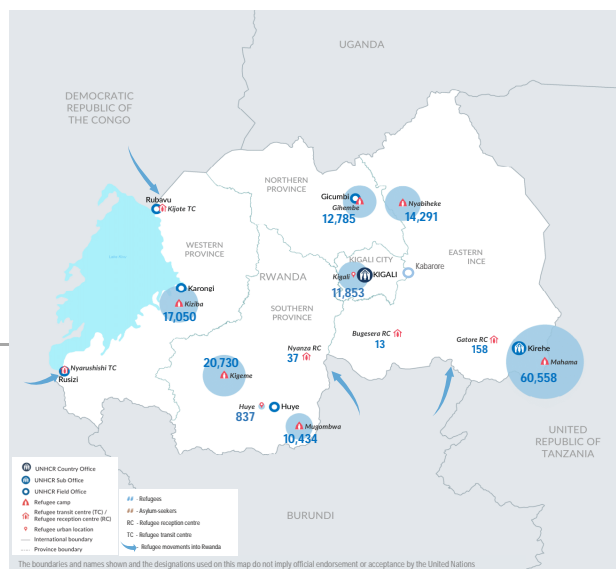 UGANDA
DEMOCRATIC
REPUBLIC OF
THE CONGO
NORTHERN
PROVINCE
Rubavu
Kijote TC
Gicumbi
Gihembe
12,785
Nyabiheke
14,291
WESTERN
PROVINCE
KIGALI CITY
EASTERN
INCE
Kabarore
Kigali
KIGALI
11,853
RWANDA
Karongi
Kiziba
17,050
SOUTHERN
PROVINCE
Bugesera RC
13
Gatore RC
158
Kirehe
Mahama
60,558
Nyanza RC
37
20,730
Kigeme
Nyarushishi TC
Rusizi
Huye
837
Huye
Mugombwa
10,434
UNITED
REPUBLIC OF
TANZANIA
BURUNDI
UNHCR Country Office
UNHCR Sub Office
UNHCR Field Office
Refugee camp
Refugee transit centre (TC) /
Refugee reception centre (RC)
Refugee urban location
International boundary
Province boundary
## - Refugees
## - Asylum-seekers
RC - Refugee reception centre
TC - Refugee transit centre
- Refugee movements into Rwanda
The boundaries and names shown and the designations used on this map do not imply official endorsement or acceptance by the United Nations